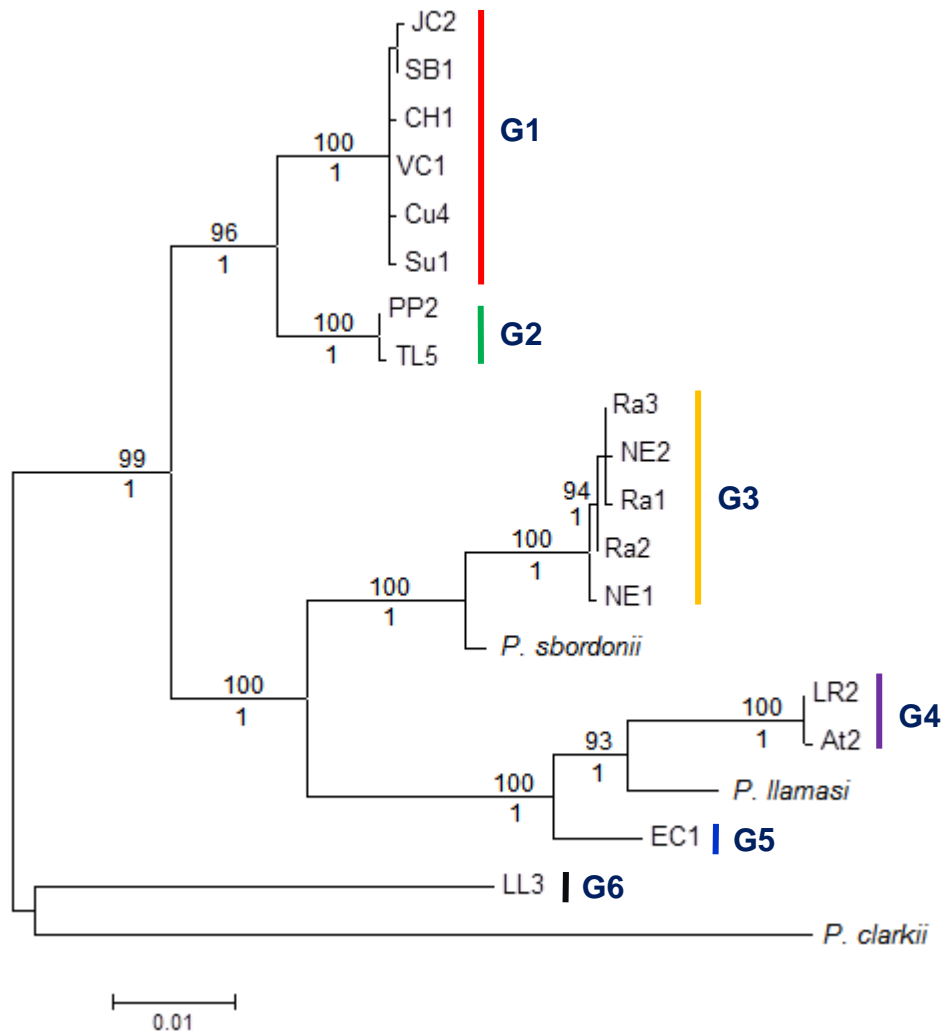 JC2
SB1
CH1
G1
100
1
VC1
Cu4
96
1
Su1
PP2
100
1
G2
TL5
Ra3
NE2
99
1
94
1
Ra1
G3
100
1
Ra2
100
1
NE1
P. sbordonii
100
1
LR2
100
1
G4
At2
93
1
100
1
P. llamasi
EC1
G5
LL3
G6
P. clarkii
0.01